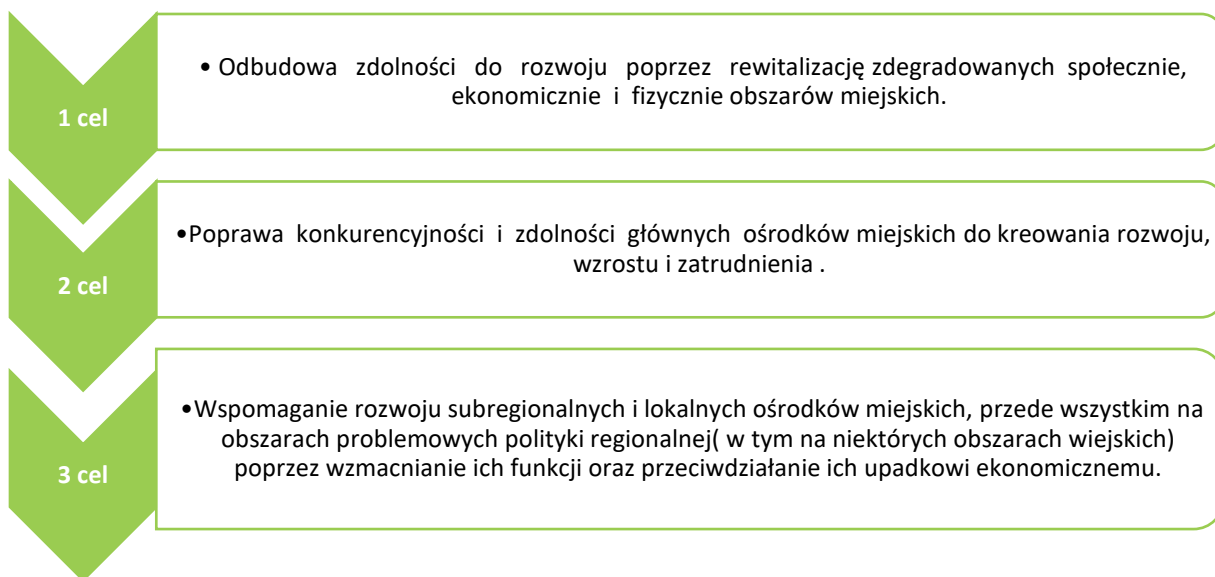 1 cel
• Odbudowa zdolności do rozwoju poprzez rewitalizację zdegradowanych społecznie,
ekonomicznie i fizycznie obszarów miejskich.
2 cel
•Poprawa konkurencyjności i zdolności głównych ośrodków miejskich do kreowania rozwoju,
wzrostu i zatrudnienia .
3 cel
•Wspomaganie rozwoju subregionalnych i lokalnych ośrodków miejskich, przede wszystkim na
obszarach problemowych polityki regionalnej( w tym na niektórych obszarach wiejskich)
poprzez wzmacnianie ich funkcji oraz przeciwdziałanie ich upadkowi ekonomicznemu.